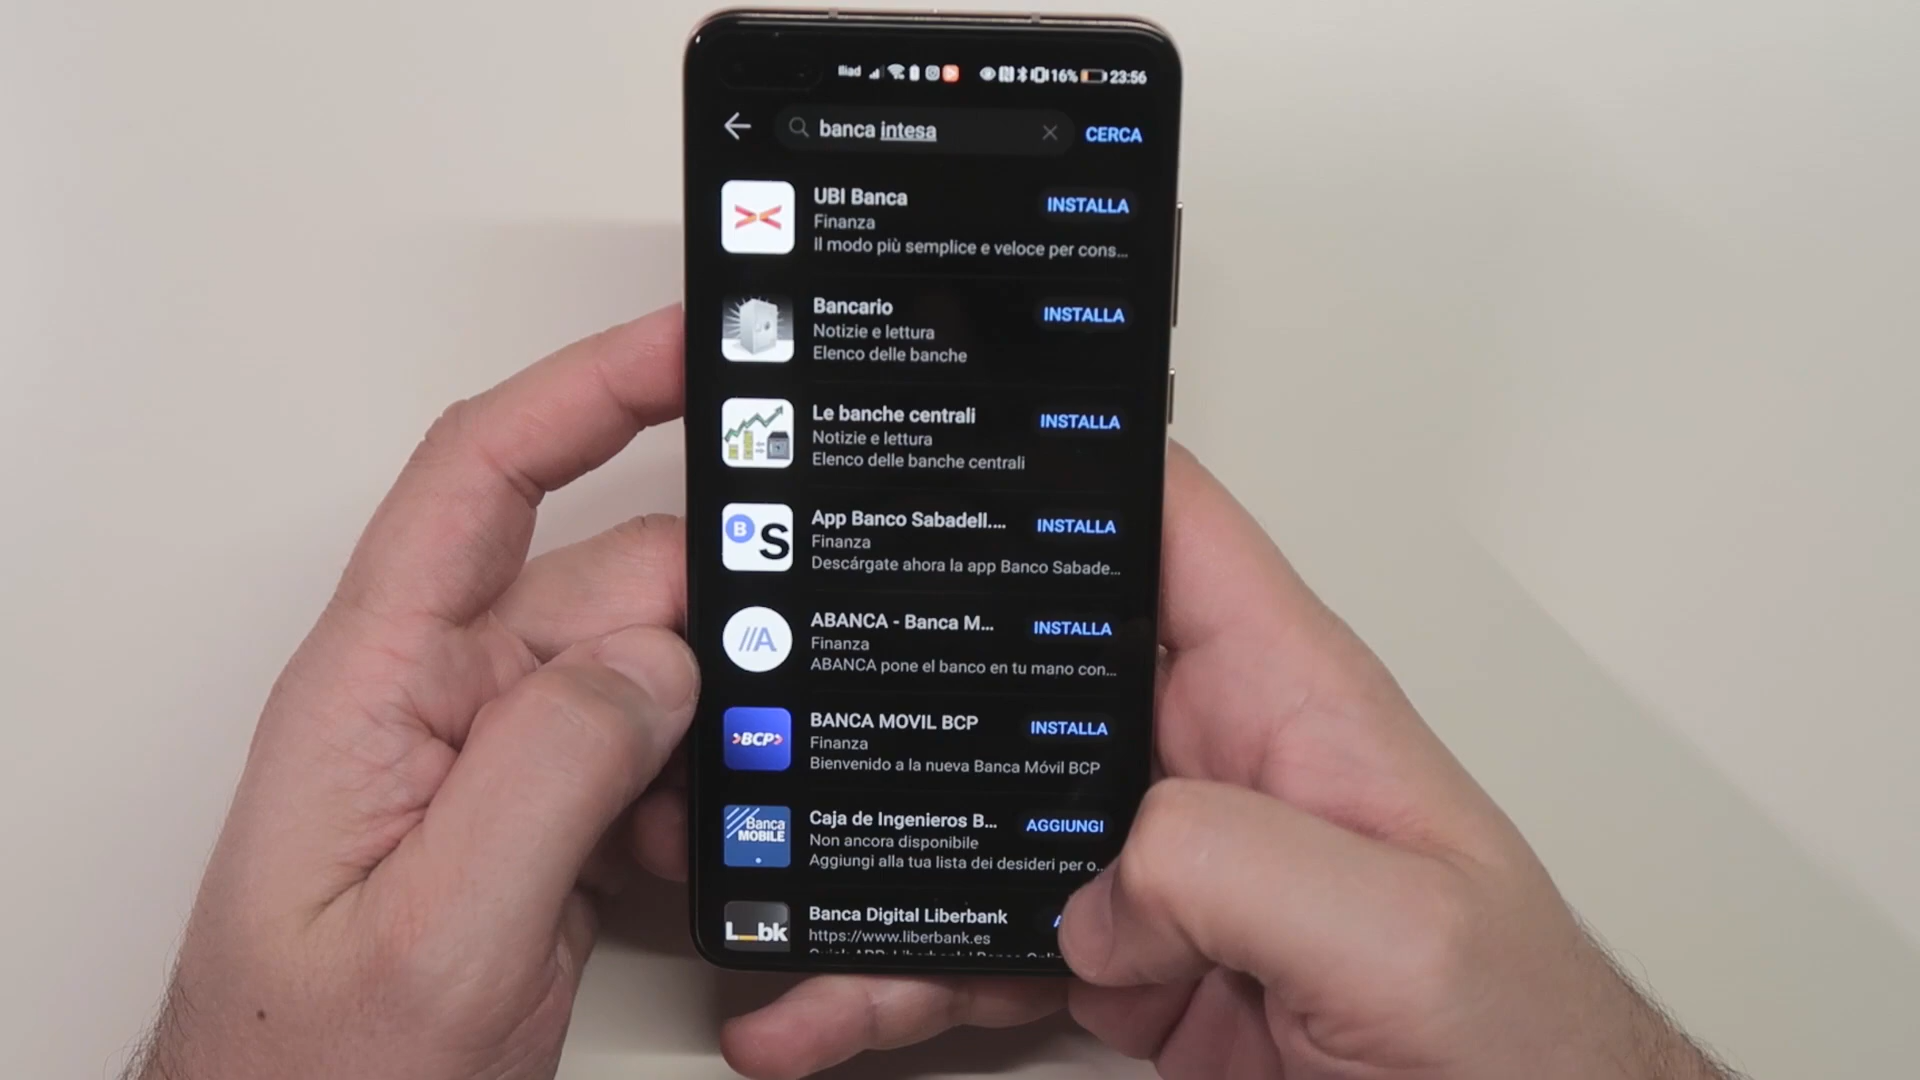 Iliad 16% 23:56
banca intesa CERCA
UBI Banca
Finanza
Il modo più semplice e veloce per cons...
INSTALLA
Bancario
Notizie e lettura
Elenco delle banche
INSTALLA
Le banche centrali
Notizie e lettura
Elenco delle banche centrali
INSTALLA
B S
App Banco Sabadell....
Finanza
Descárgate ahora la app Banco Sabade...
INSTALLA
//A
ABANCA - Banca M...
Finanza
ABANCA pone el banco en tu mano con...
INSTALLA
BCP
BANCA MOVIL BCP
Finanza
Bienvenido a la nueva Banca Móvil BCP
INSTALLA
Banca
MOBILE
Caja de Ingenieros B...
Non ancora disponibile
Aggiungi alla tua lista dei desideri per o...
AGGIUNGI
L_bk
Banca Digital Liberbank
https://www.liberbank.es